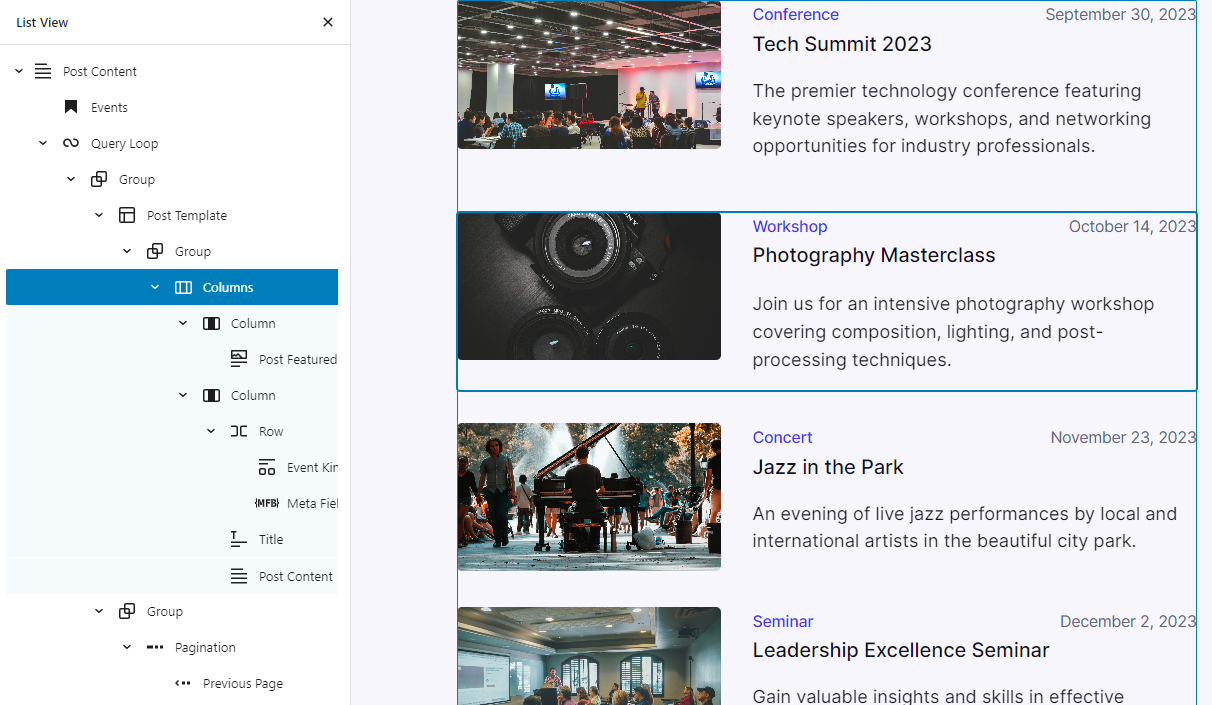 List View
Post Content
Events
Query Loop
Group
Post Template
Group
Columns
Column
Post Featured
Column
Row
Event Kin
MFB Meta Fiel
Title
Post Content
Group
Pagination
Previous Page
Conference September 30, 2023
Tech Summit 2023
The premier technology conference featuring
keynote speakers, workshops, and networking
opportunities for industry professionals.
Workshop October 14, 2023
Photography Masterclass
Join us for an intensive photography workshop
covering composition, lighting, and post-
processing techniques.
Concert November 23, 2023
Jazz in the Park
An evening of live jazz performances by local and
international artists in the beautiful city park.
Seminar December 2, 2023
Leadership Excellence Seminar
Gain valuable insights and skills in effective